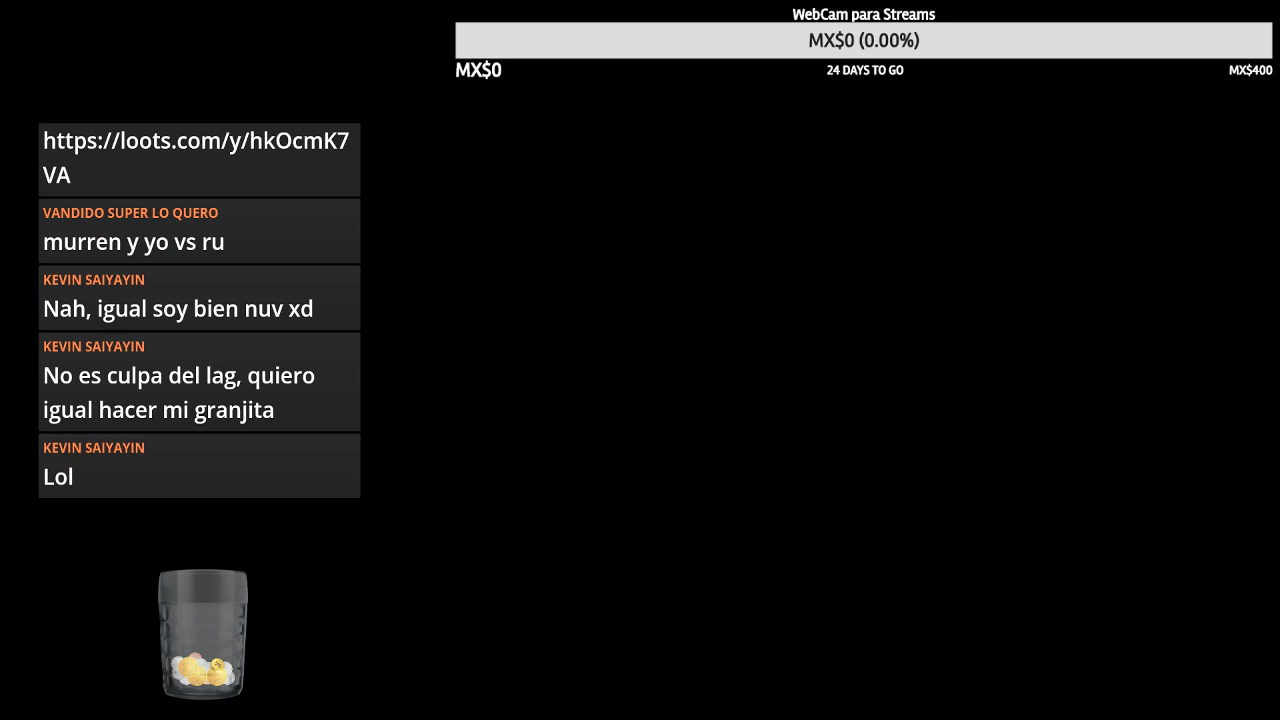 WebCam para Streams
MX$0 (0.00%)
MX$0
24 DAYS TO GO
MX$400
https://loots.com/y/hkOcmK7
VA
VANDIDO SUPER LO QUERO
murren y yo vs ru
KEVIN SAIYAYIN
Nah, igual soy bien nuv xd
KEVIN SAIYAYIN
No es culpa del lag, quiero
igual hacer mi granjita
KEVIN SAIYAYIN
Lol